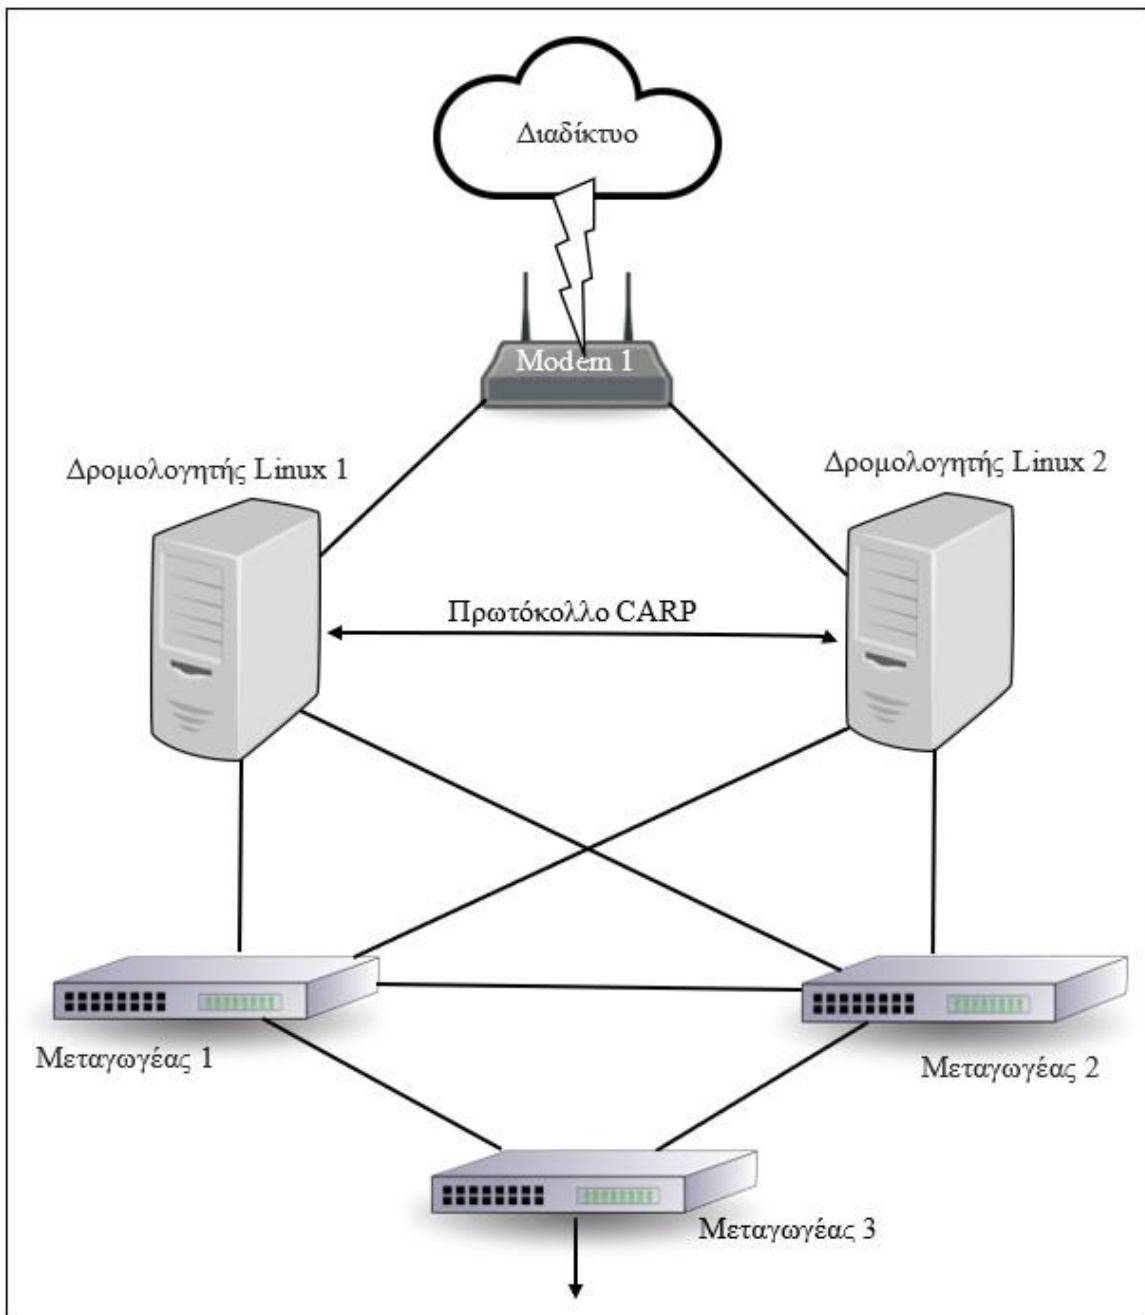 Διαδίκτυο
Modem 1
Δρομολογητής Linux 1
Δρομολογητής Linux 2
Πρωτόκολλο CARP
Μεταγωγέας 1
Μεταγωγέας 2
Μεταγωγέας 3